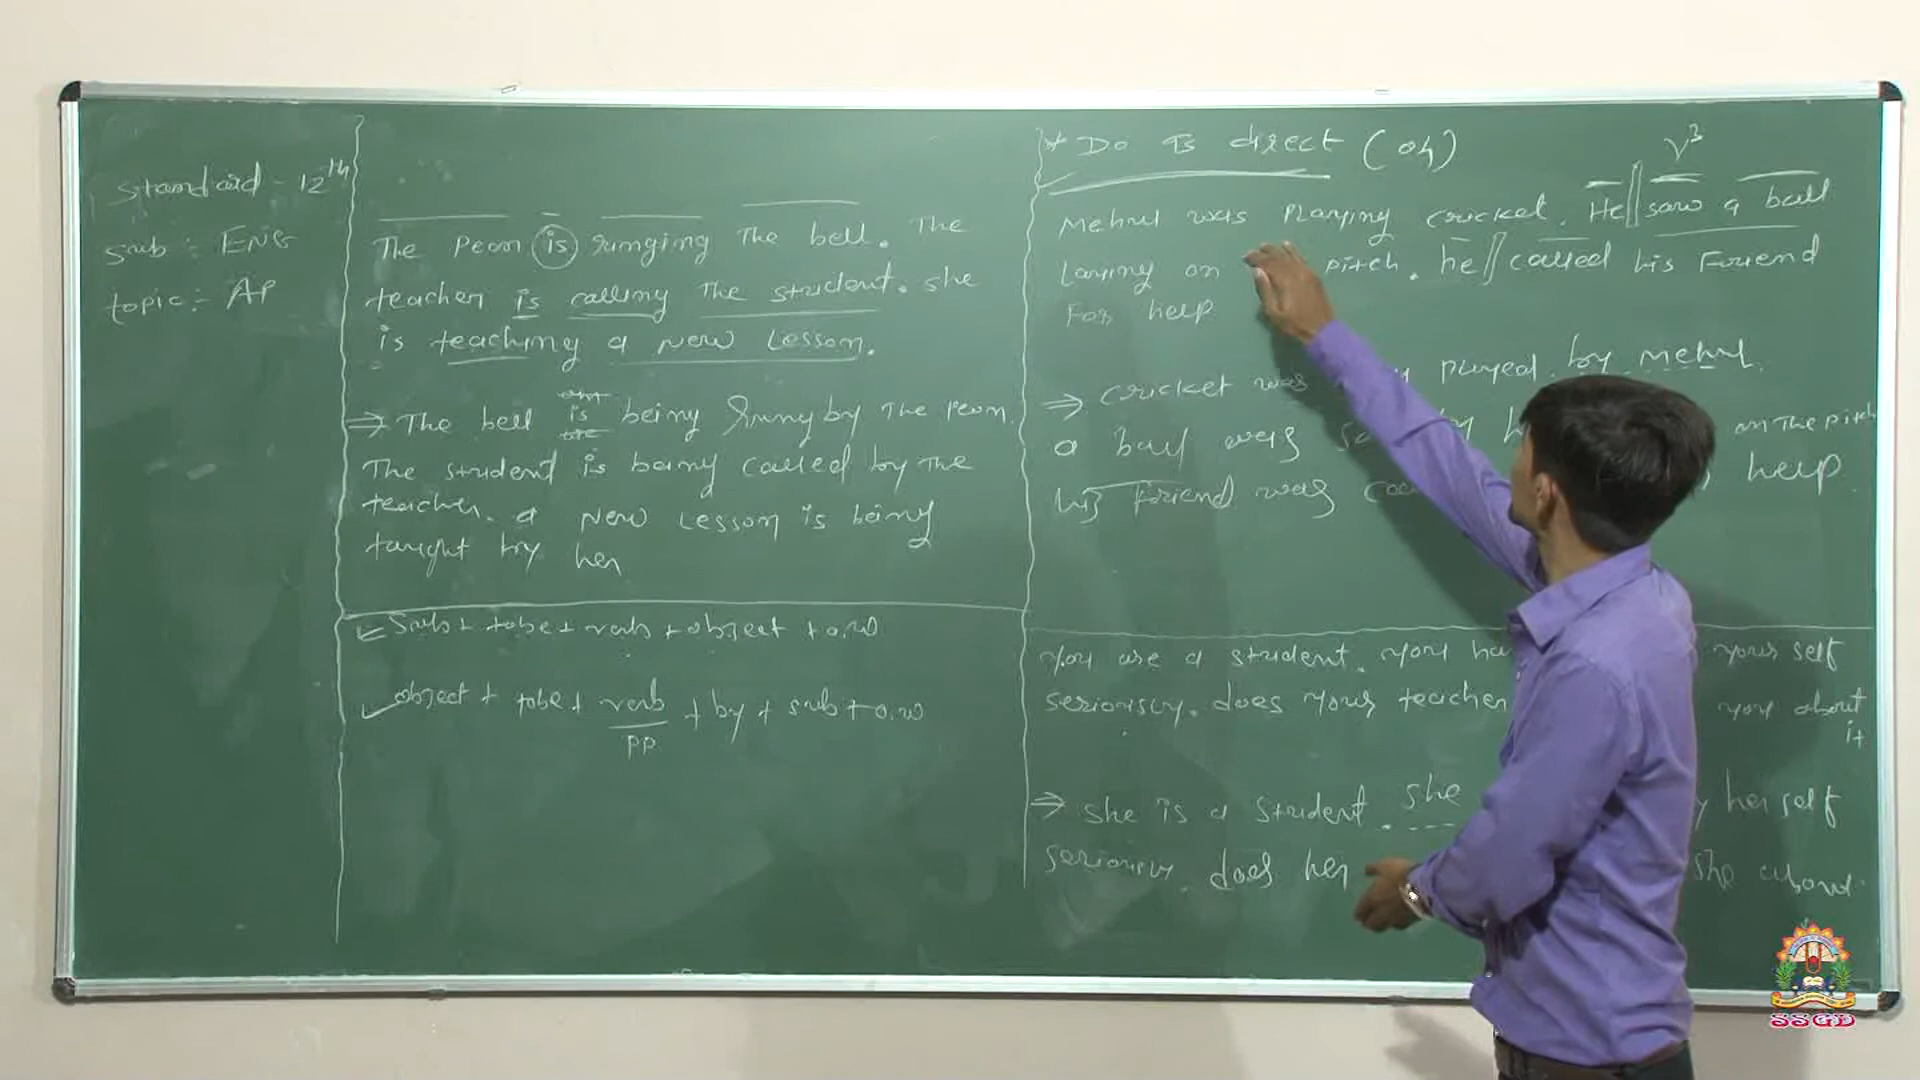 Standard - 12th
Sub : ENG
topic :- AP
The Peon is ringing The bell. The
teacher is calling The student. she
is teaching a New Lesson.
⇒ The bell is being Rung by The Peon.
The student is being called by The
teacher. a New Lesson is being
taught by her
Sub + tobe + verb + object + o.w
object + tobe + verb + by + sub + o.w
PP
* Do as direct (04)
V3
Mehul was Playing cricket. He saw a ball
Laying on pitch. he called his Friend
For help
⇒ cricket was played by Mehul.
a ball was on The pitch
his friend was help.
You are a student. You your self
seriously. does your teacher you about
it
⇒ she is a student. she her self
seriously. does her she about
SSGD